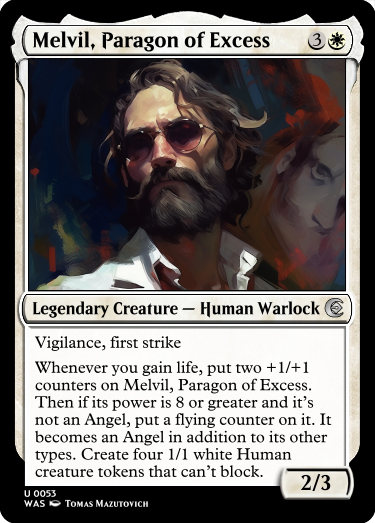 Melvil, Paragon of Excess 3
Legendary Creature — Human Warlock
Vigilance, first strike
Whenever you gain life, put two +1/+1
counters on Melvil, Paragon of Excess.
Then if its power is 8 or greater and it's
not an Angel, put a flying counter on it. It
becomes an Angel in addition to its other
types. Create four 1/1 white Human
creature tokens that can't block.
2/3
U 0053
WAS Tomas Mazutovich